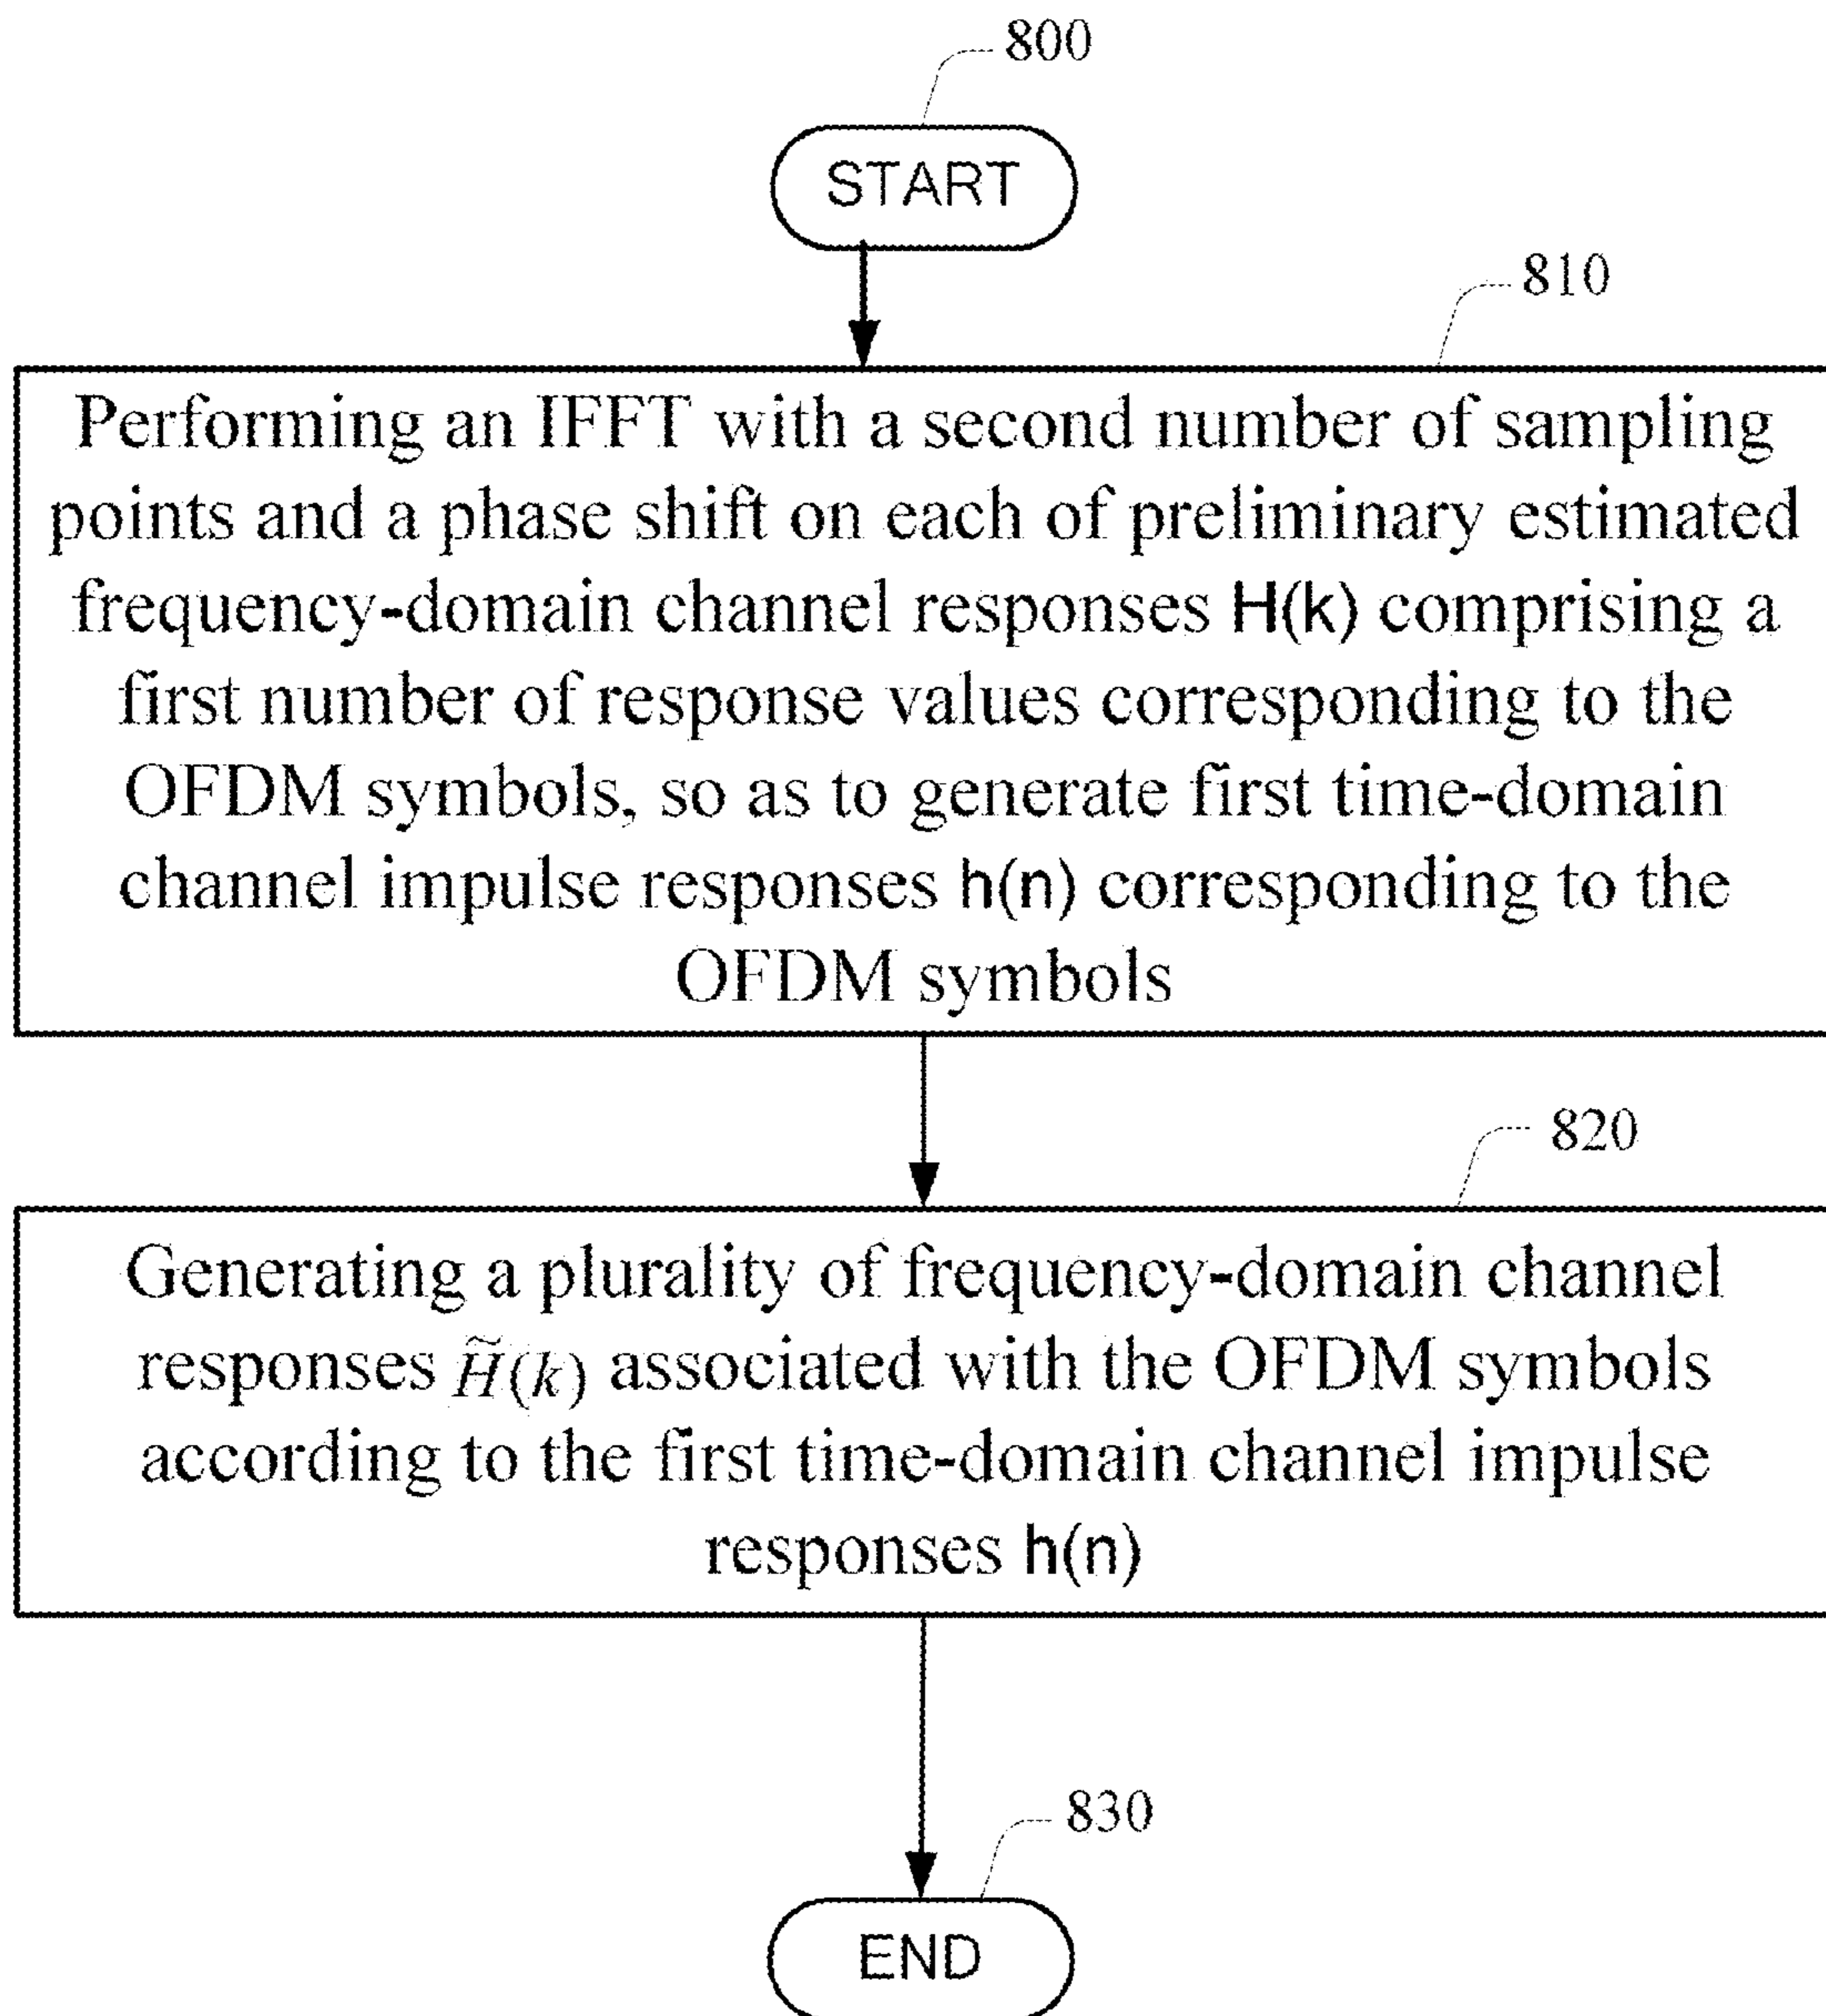 800
START
810
Performing an IFFT with a second number of sampling
points and a phase shift on each of preliminary estimated
frequency-domain channel responses H(k) comprising a
first number of response values corresponding to the
OFDM symbols, so as to generate first time-domain
channel impulse responses h(n) corresponding to the
OFDM symbols
820
Generating a plurality of frequency-domain channel
responses H̃(k) associated with the OFDM symbols
according to the first time-domain channel impulse
responses h(n)
830
END